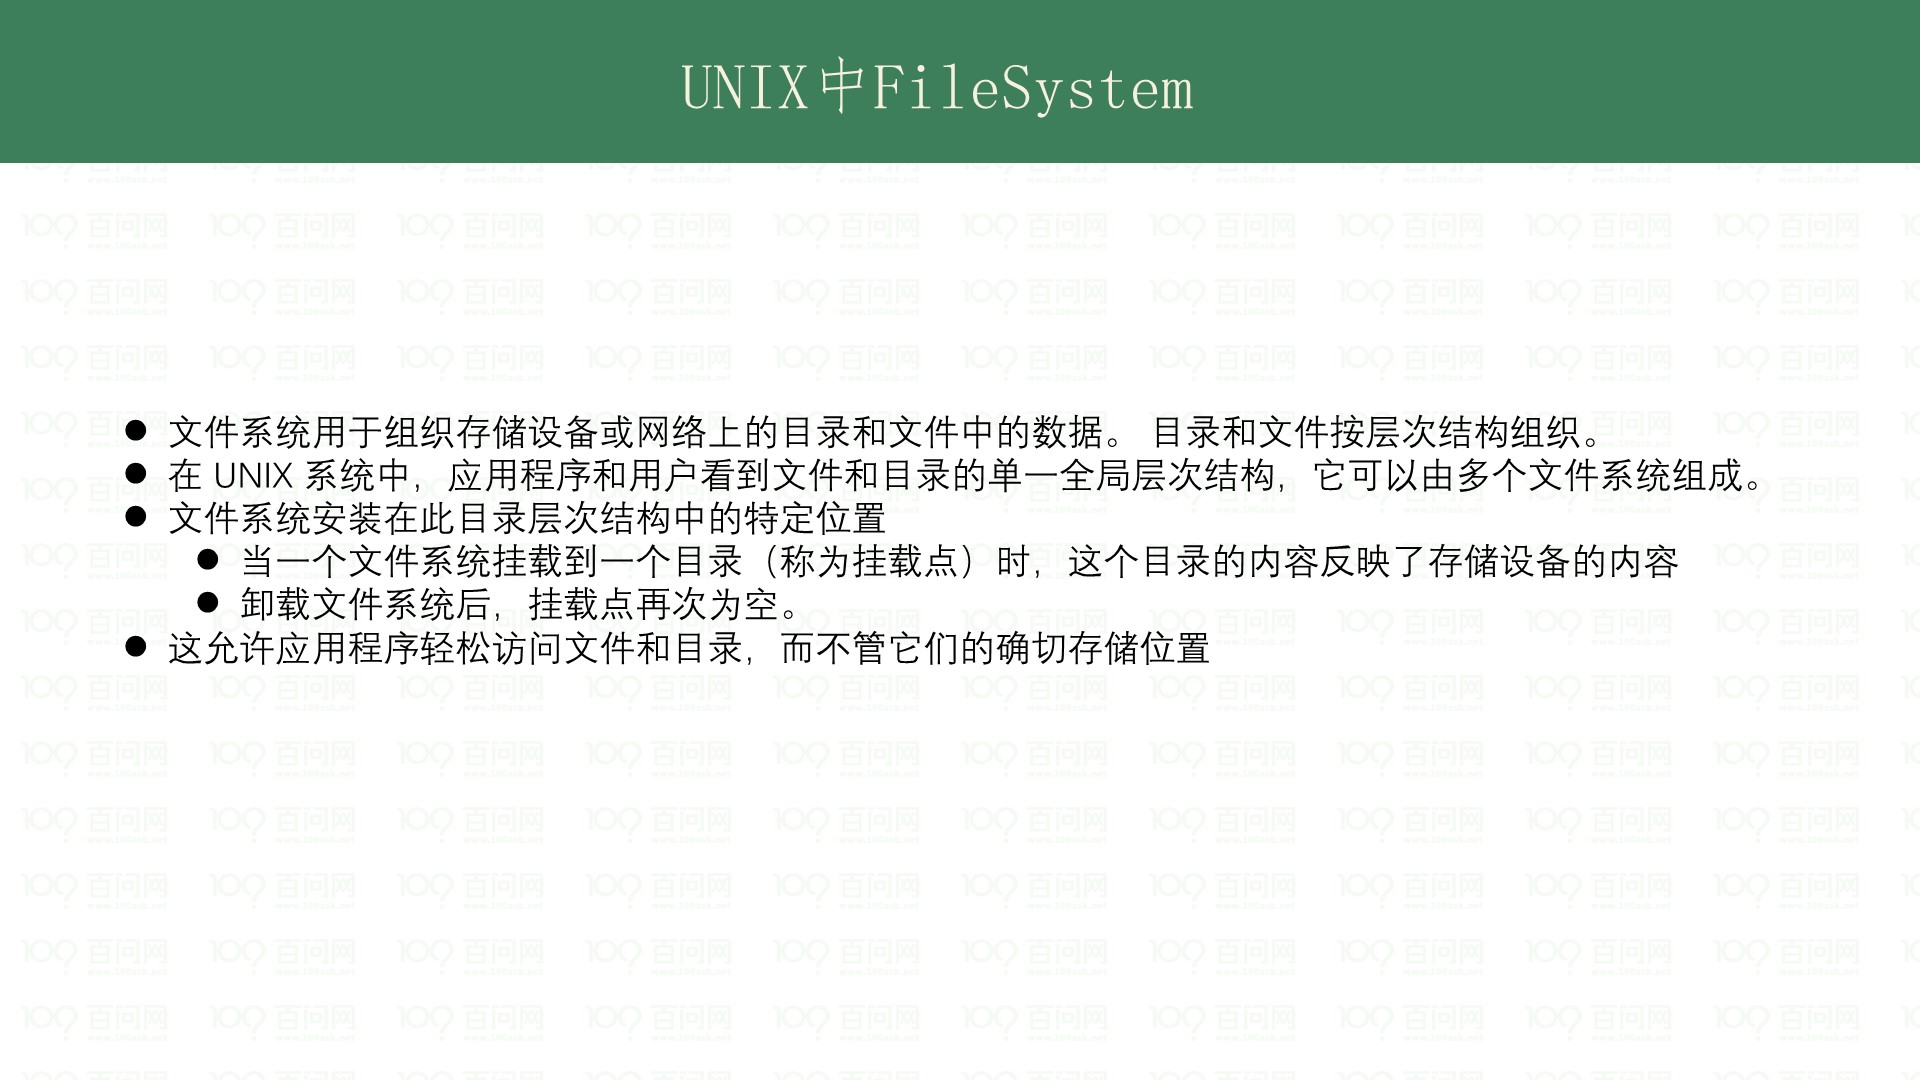 UNIX中FileSystem
● 文件系统用于组织存储设备或网络上的目录和文件中的数据。 目录和文件按层次结构组织。
● 在 UNIX 系统中，应用程序和用户看到文件和目录的单一全局层次结构，它可以由多个文件系统组成。
● 文件系统安装在此目录层次结构中的特定位置
● 当一个文件系统挂载到一个目录（称为挂载点）时，这个目录的内容反映了存储设备的内容
● 卸载文件系统后，挂载点再次为空。
● 这允许应用程序轻松访问文件和目录，而不管它们的确切存储位置
百问网
www.100ask.net